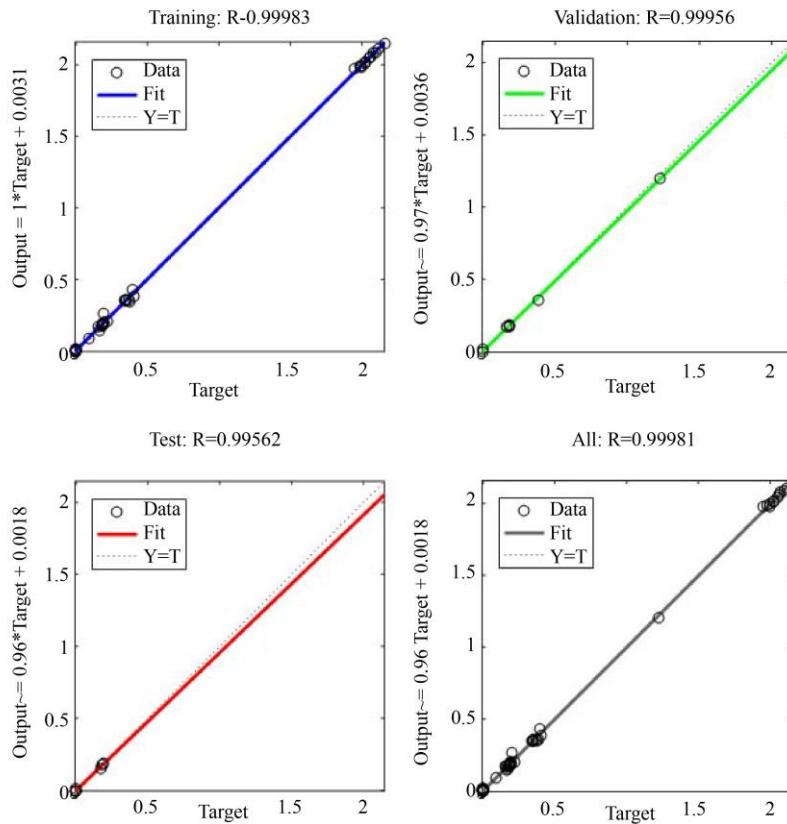 Training: R-0.99983
Output = 1*Target + 0.0031
2
1.5
1
0.5
0
Data
Fit
Y=T
0.5
1.5
2
Target
Validation: R=0.99956
Output~= 0.97*Target + 0.0036
2
1.5
1
0.5
0
Data
Fit
Y=T
0.5
1.5
2
Target
Test: R=0.99562
Output~= 0.96*Target + 0.0018
2
1.5
1
0.5
0
Data
Fit
Y=T
0.5
1.5
2
Target
All: R=0.99981
Output~= 0.96 Target + 0.0018
2
1.5
1
0.5
0
Data
Fit
Y=T
0.5
1.5
2
Target